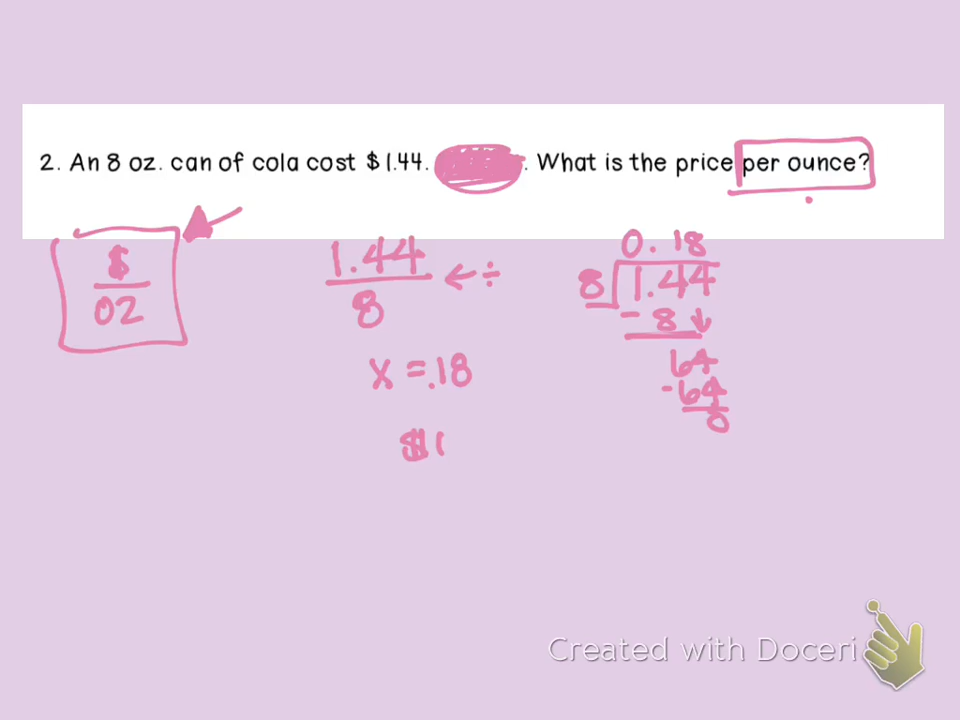 2. An 8 oz. can of cola cost $1.44. . What is the price per ounce?
$
oz
1.44
8
← ÷
x = .18
$1
0.18
8 1.44
- 8 ↓
64
- 64
0
Created with Doceri